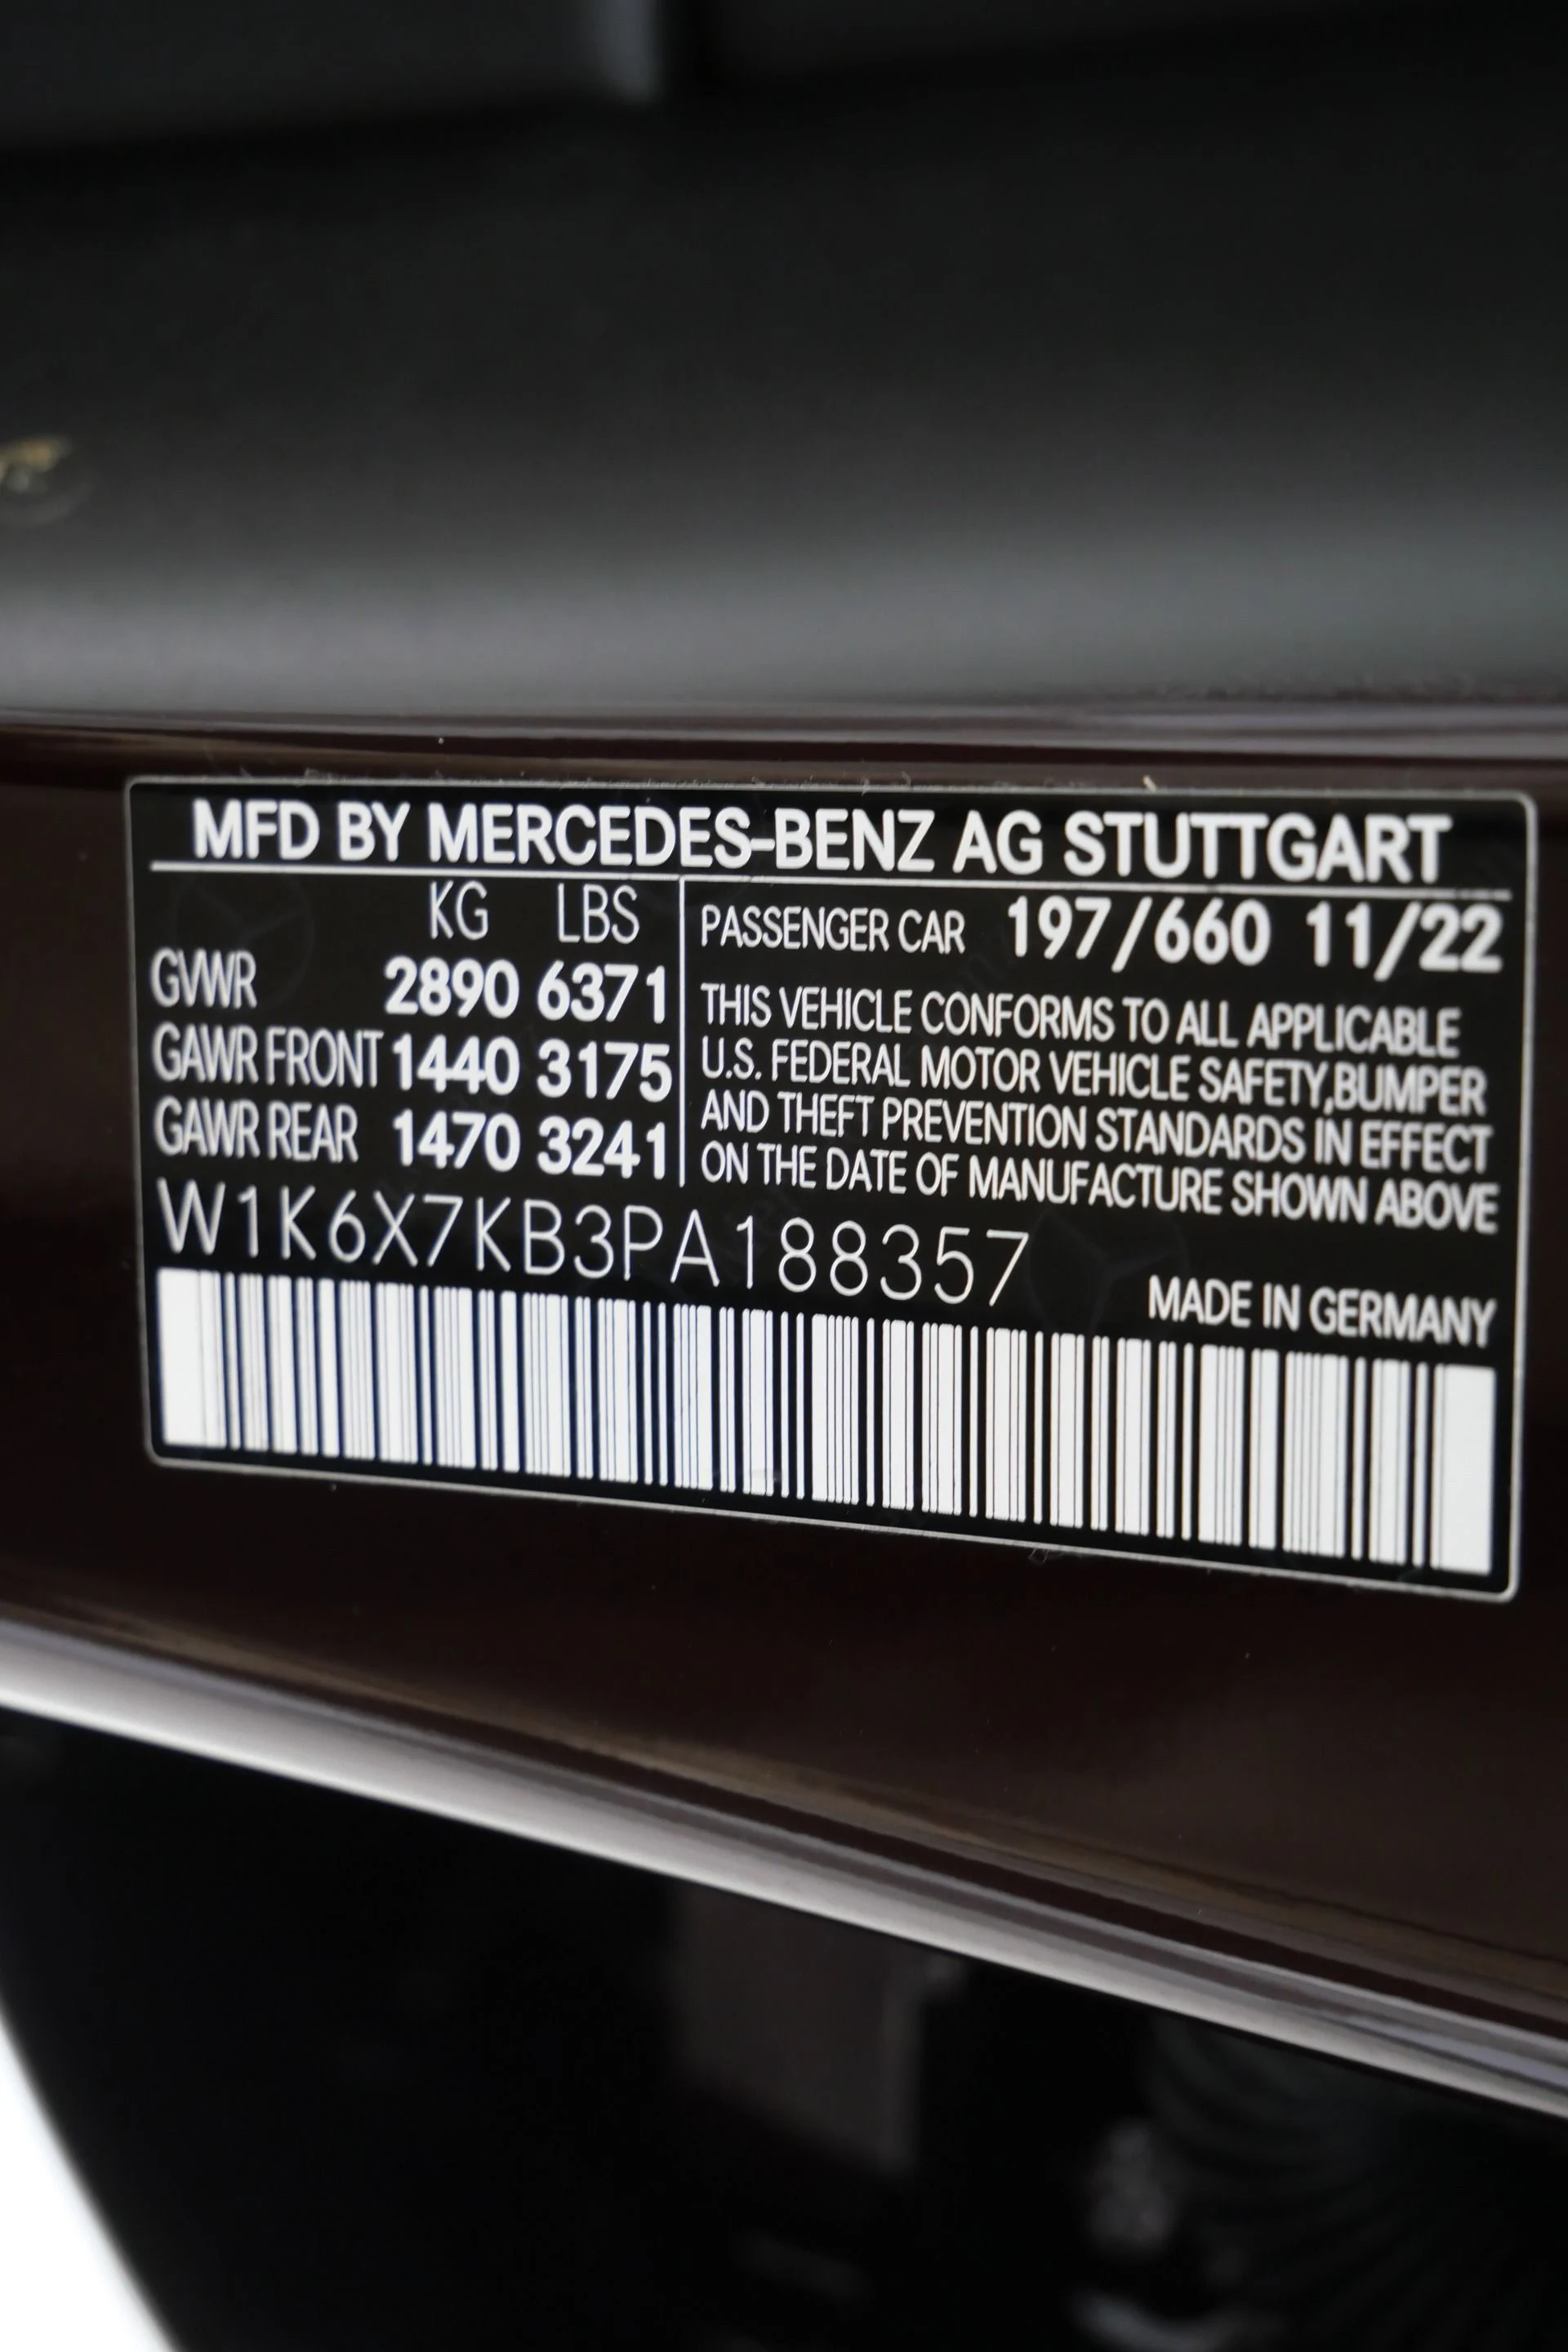 MFD BY MERCEDES-BENZ AG STUTTGART
KG LBS
GVWR 2890 6371
GAWR FRONT 1440 3175
GAWR REAR 1470 3241
PASSENGER CAR 197/660 11/22
THIS VEHICLE CONFORMS TO ALL APPLICABLE
U.S. FEDERAL MOTOR VEHICLE SAFETY,BUMPER
AND THEFT PREVENTION STANDARDS IN EFFECT
ON THE DATE OF MANUFACTURE SHOWN ABOVE
W1K6X7KB3PA188357
MADE IN GERMANY